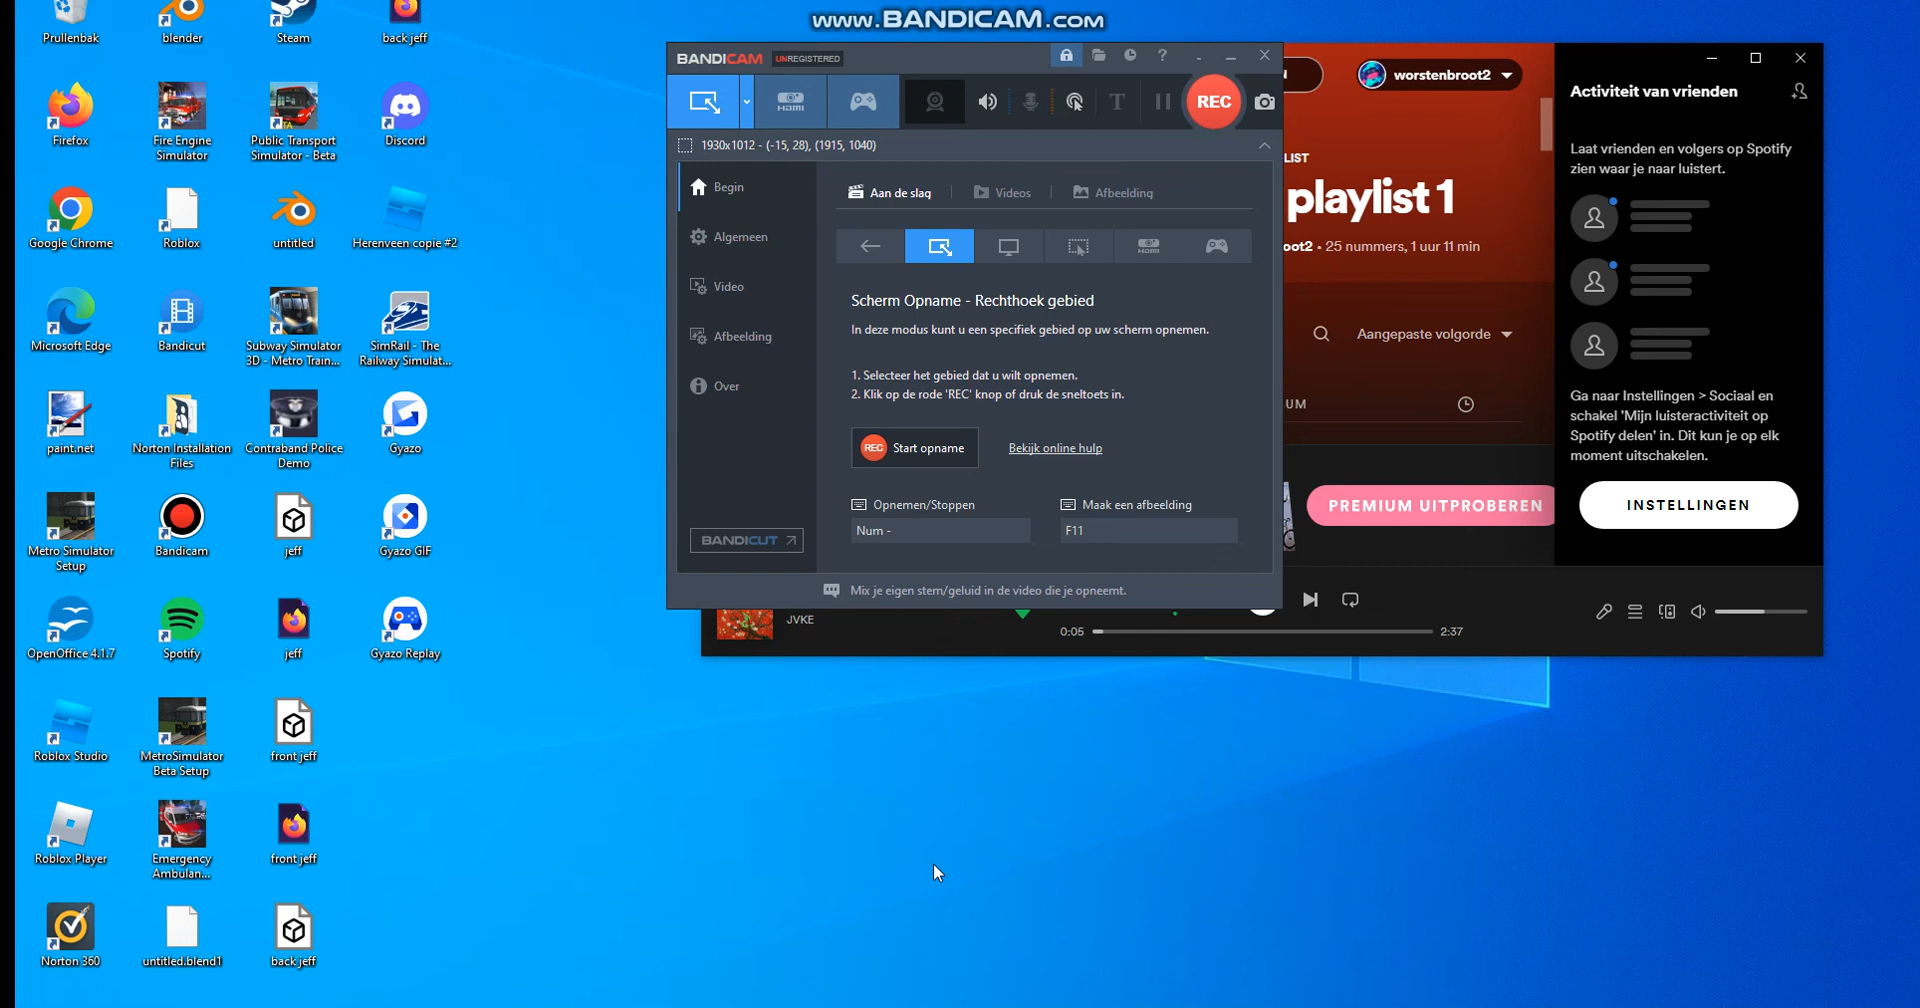 www.BANDICAM.com
Prullenbak
blender
Steam
back jeff
Firefox
Fire Engine
Simulator
Public Transport
Simulator - Beta
Discord
Google Chrome
Roblox
untitled
Herenveen copie #2
Microsoft Edge
Bandicut
Subway Simulator
3D - Metro Train...
SimRail - The
Railway Simulat...
paint.net
Norton Installation
Files
Contraband Police
Demo
Gyazo
Metro Simulator
Setup
Bandicam
jeff
Gyazo GIF
OpenOffice 4.1.7
Spotify
jeff
Gyazo Replay
Roblox Studio
MetroSimulator
Beta Setup
front jeff
Roblox Player
Emergency
Ambulan...
front jeff
Norton 360
untitled.blend1
back jeff
BANDICAM UNREGISTERED
HDMI
REC
1930x1012 - (-15, 28), (1915, 1040)
Begin
Algemeen
Video
Afbeelding
Over
BANDICUT
Aan de slag
Videos
Afbeelding
HDMI
Scherm Opname - Rechthoek gebied
In deze modus kunt u een specifiek gebied op uw scherm opnemen.
1. Selecteer het gebied dat u wilt opnemen.
2. Klik op de rode 'REC' knop of druk de sneltoets in.
REC Start opname
Bekijk online hulp
Opnemen/Stoppen
Maak een afbeelding
Num -
F11
Mix je eigen stem/geluid in de video die je opneemt.
worstenbroot2
LIST
playlist 1
oot2 • 25 nummers, 1 uur 11 min
Aangepaste volgorde
UM
PREMIUM UITPROBEREN
JVKE
0:05
2:37
Activiteit van vrienden
Laat vrienden en volgers op Spotify
zien waar je naar luistert.
Ga naar Instellingen > Sociaal en
schakel 'Mijn luisteractiviteit op
Spotify delen' in. Dit kun je op elk
moment uitschakelen.
INSTELLINGEN